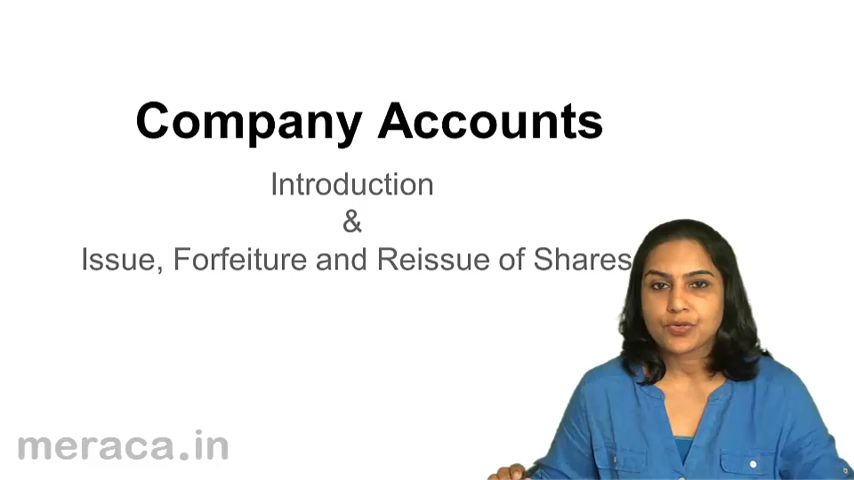 Company Accounts
Introduction
&
Issue, Forfeiture and Reissue of Shares
meraca.in